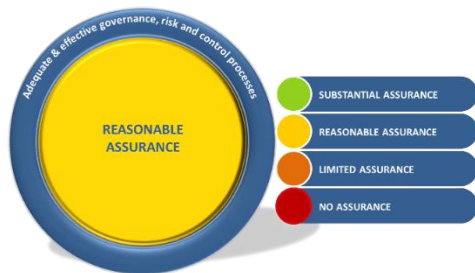 Adequate & effective governance, risk and control processes
REASONABLE
ASSURANCE
SUBSTANTIAL ASSURANCE
REASONABLE ASSURANCE
LIMITED ASSURANCE
NO ASSURANCE